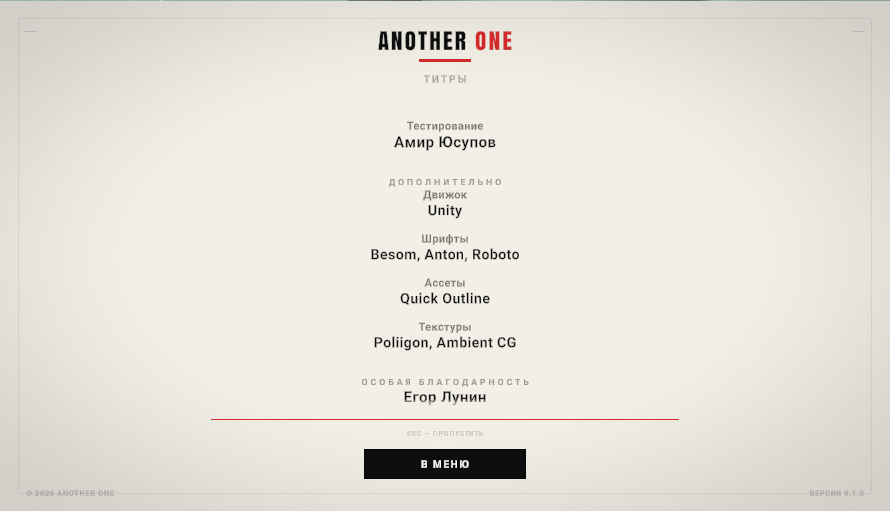 ANOTHER ONE
ТИТРЫ
Тестирование
Амир Юсупов
ДОПОЛНИТЕЛЬНО
Движок
Unity
Шрифты
Besom, Anton, Roboto
Ассеты
Quick Outline
Текстуры
Poliigon, Ambient CG
ОСОБАЯ БЛАГОДАРНОСТЬ
Егор Лунин
ESC – ПРОПУСТИТЬ
В МЕНЮ
© 2026 ANOTHER ONE
ВЕРСИЯ 0.1.0